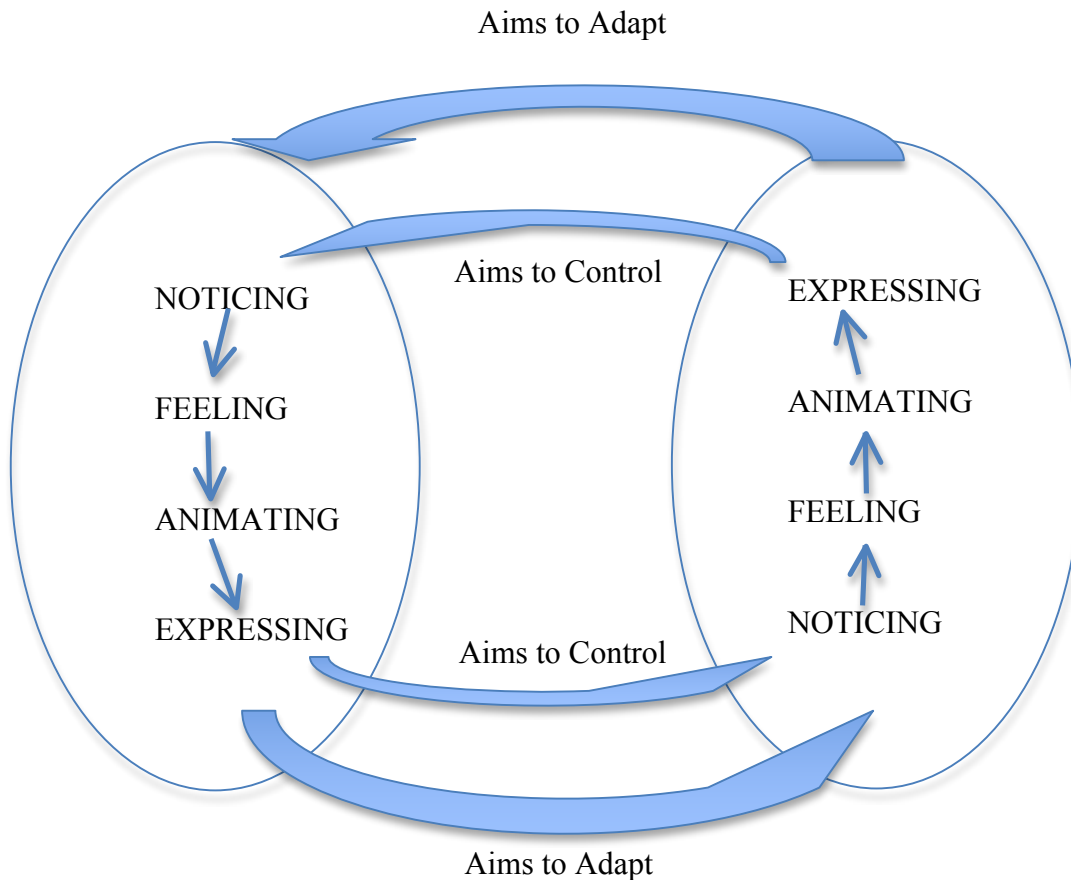 Aims to Adapt
Aims to Control
NOTICING
FEELING
ANIMATING
EXPRESSING
EXPRESSING
ANIMATING
FEELING
NOTICING
Aims to Control
Aims to Adapt